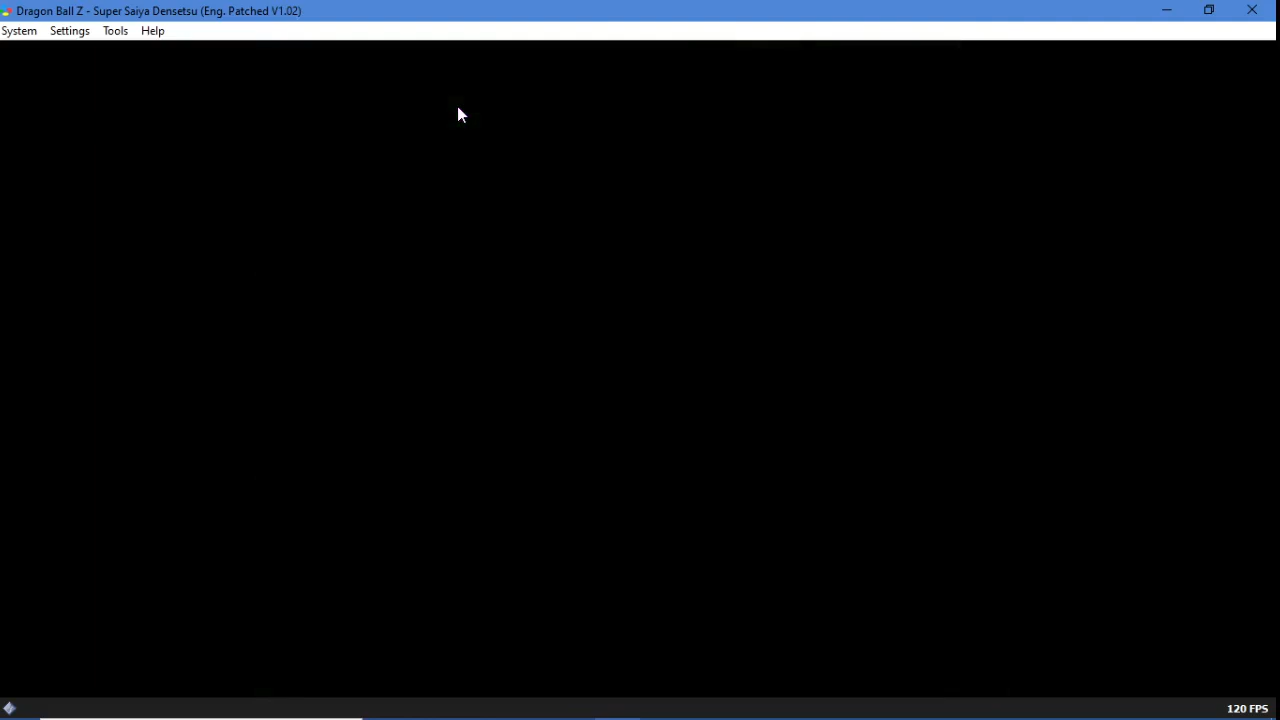 Dragon Ball Z - Super Saiya Densetsu (Eng. Patched V1.02)
System Settings Tools Help
120 FPS